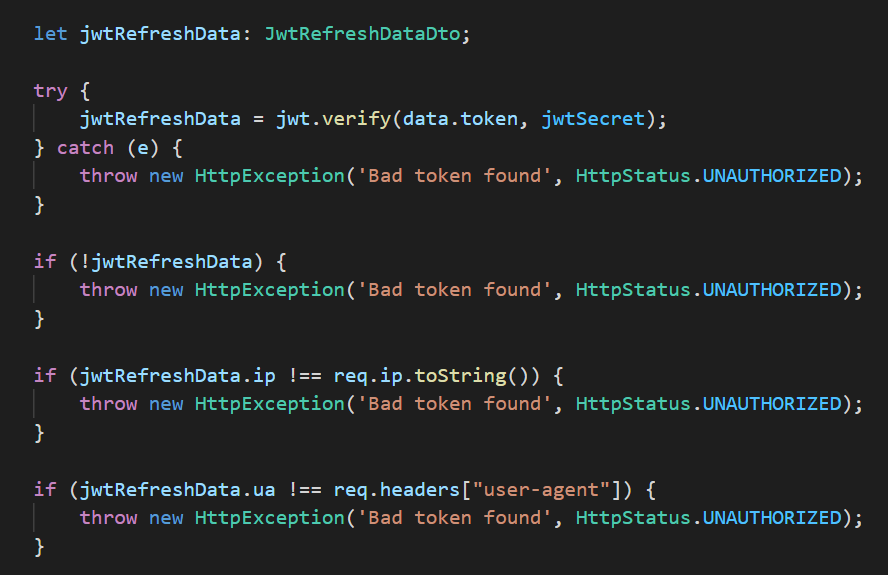 let jwtRefreshData: JwtRefreshDataDto;
try {
    jwtRefreshData = jwt.verify(data.token, jwtSecret);
} catch (e) {
    throw new HttpException('Bad token found', HttpStatus.UNAUTHORIZED);
}
if (!jwtRefreshData) {
    throw new HttpException('Bad token found', HttpStatus.UNAUTHORIZED);
}
if (jwtRefreshData.ip !== req.ip.toString()) {
    throw new HttpException('Bad token found', HttpStatus.UNAUTHORIZED);
}
if (jwtRefreshData.ua !== req.headers["user-agent"]) {
    throw new HttpException('Bad token found', HttpStatus.UNAUTHORIZED);
}